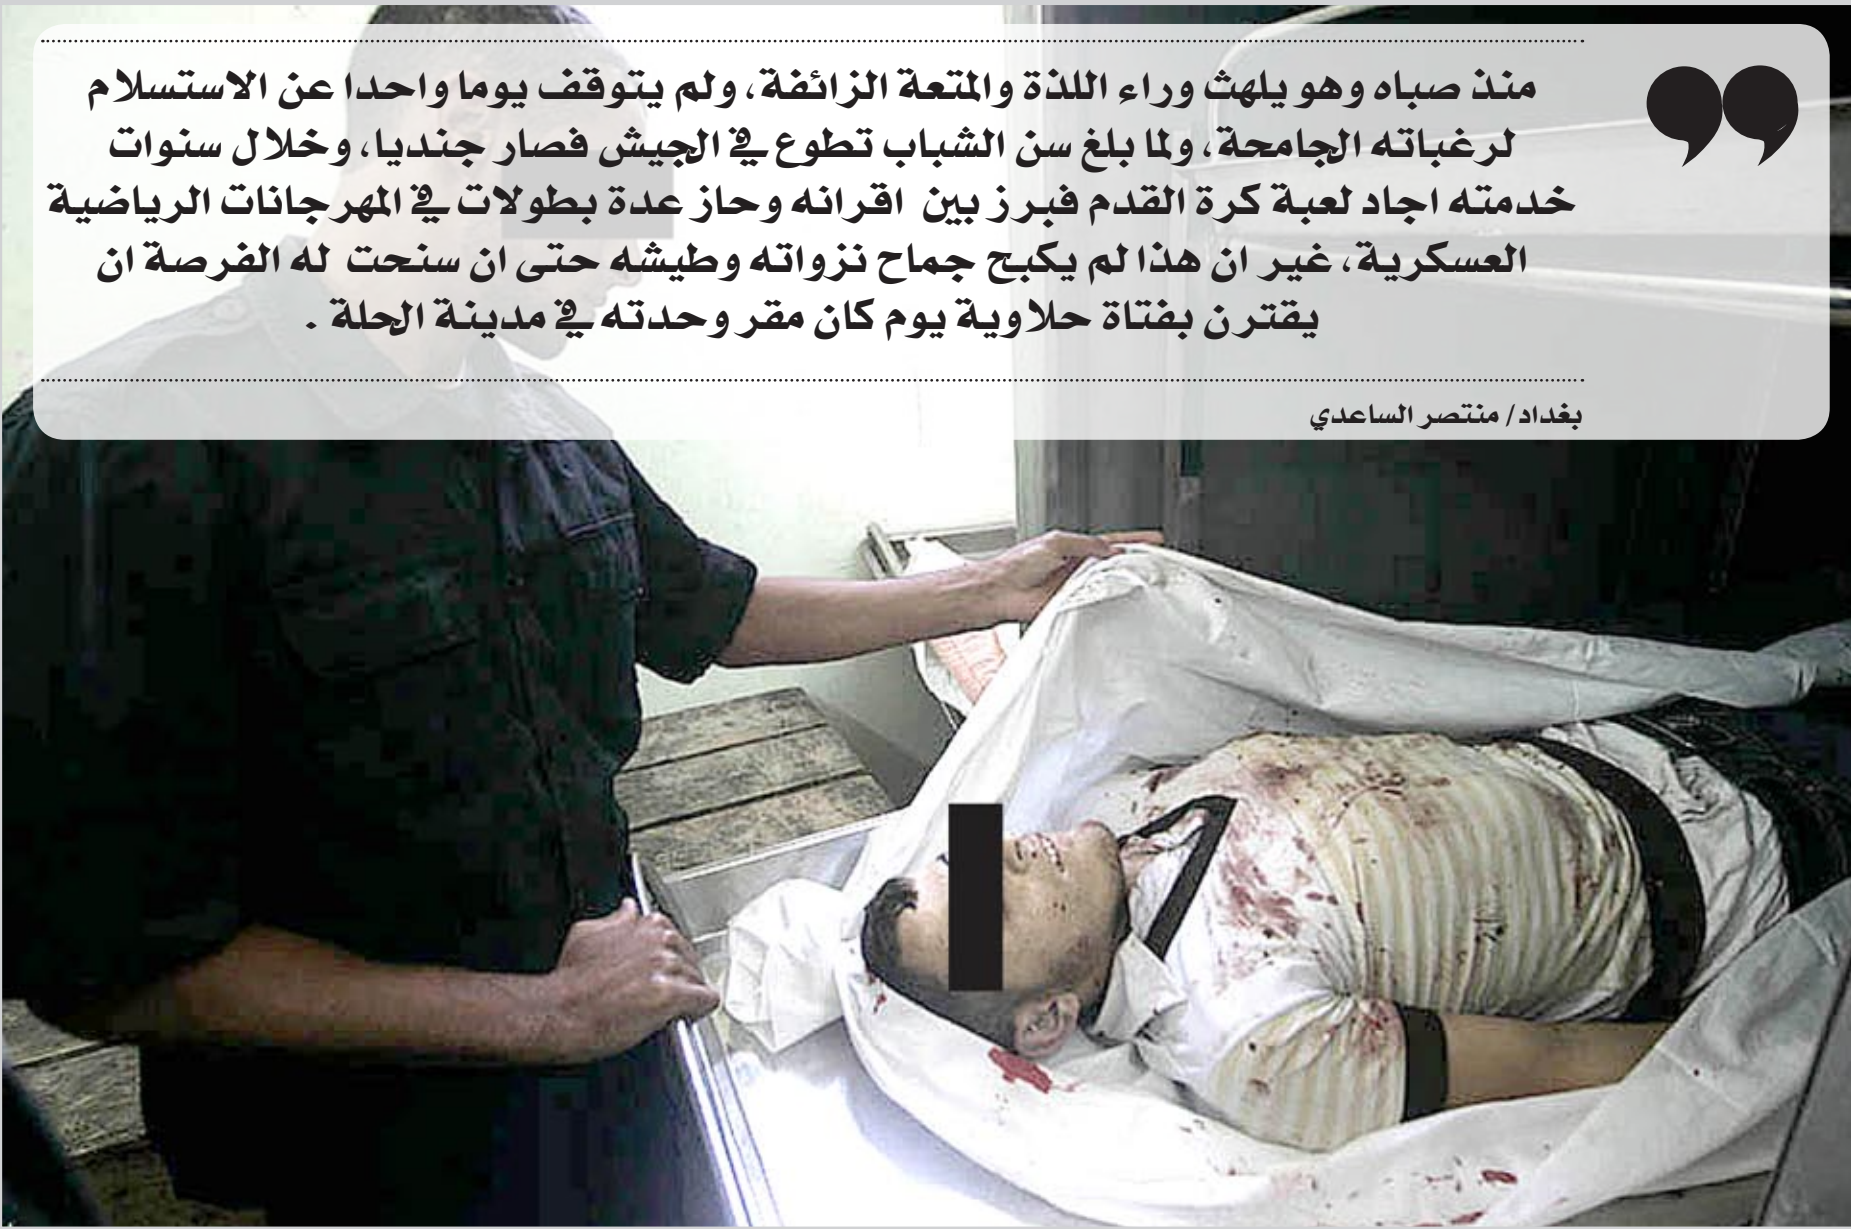 منذ صباه وهو يلهث وراء اللذة والمتعة الزائفة، ولم يتوقف يوما واحدا عن الاستسلام
لرغباته الجامحة، ولما بلغ سن الشباب تطوع في الجيش فصار جنديا، وخلال سنوات
خدمته اجاد لعبة كرة القدم فبرز بين اقرانه وحاز عدة بطولات في المهرجانات الرياضية
العسكرية، غير ان هذا لم يكبح جماح نزواته وطيشه حتى ان سنحت له الفرصة ان
يقترن بفتاة حلاوية يوم كان مقر وحدته في مدينة الحلة .
بغداد/ منتصر الساعدي